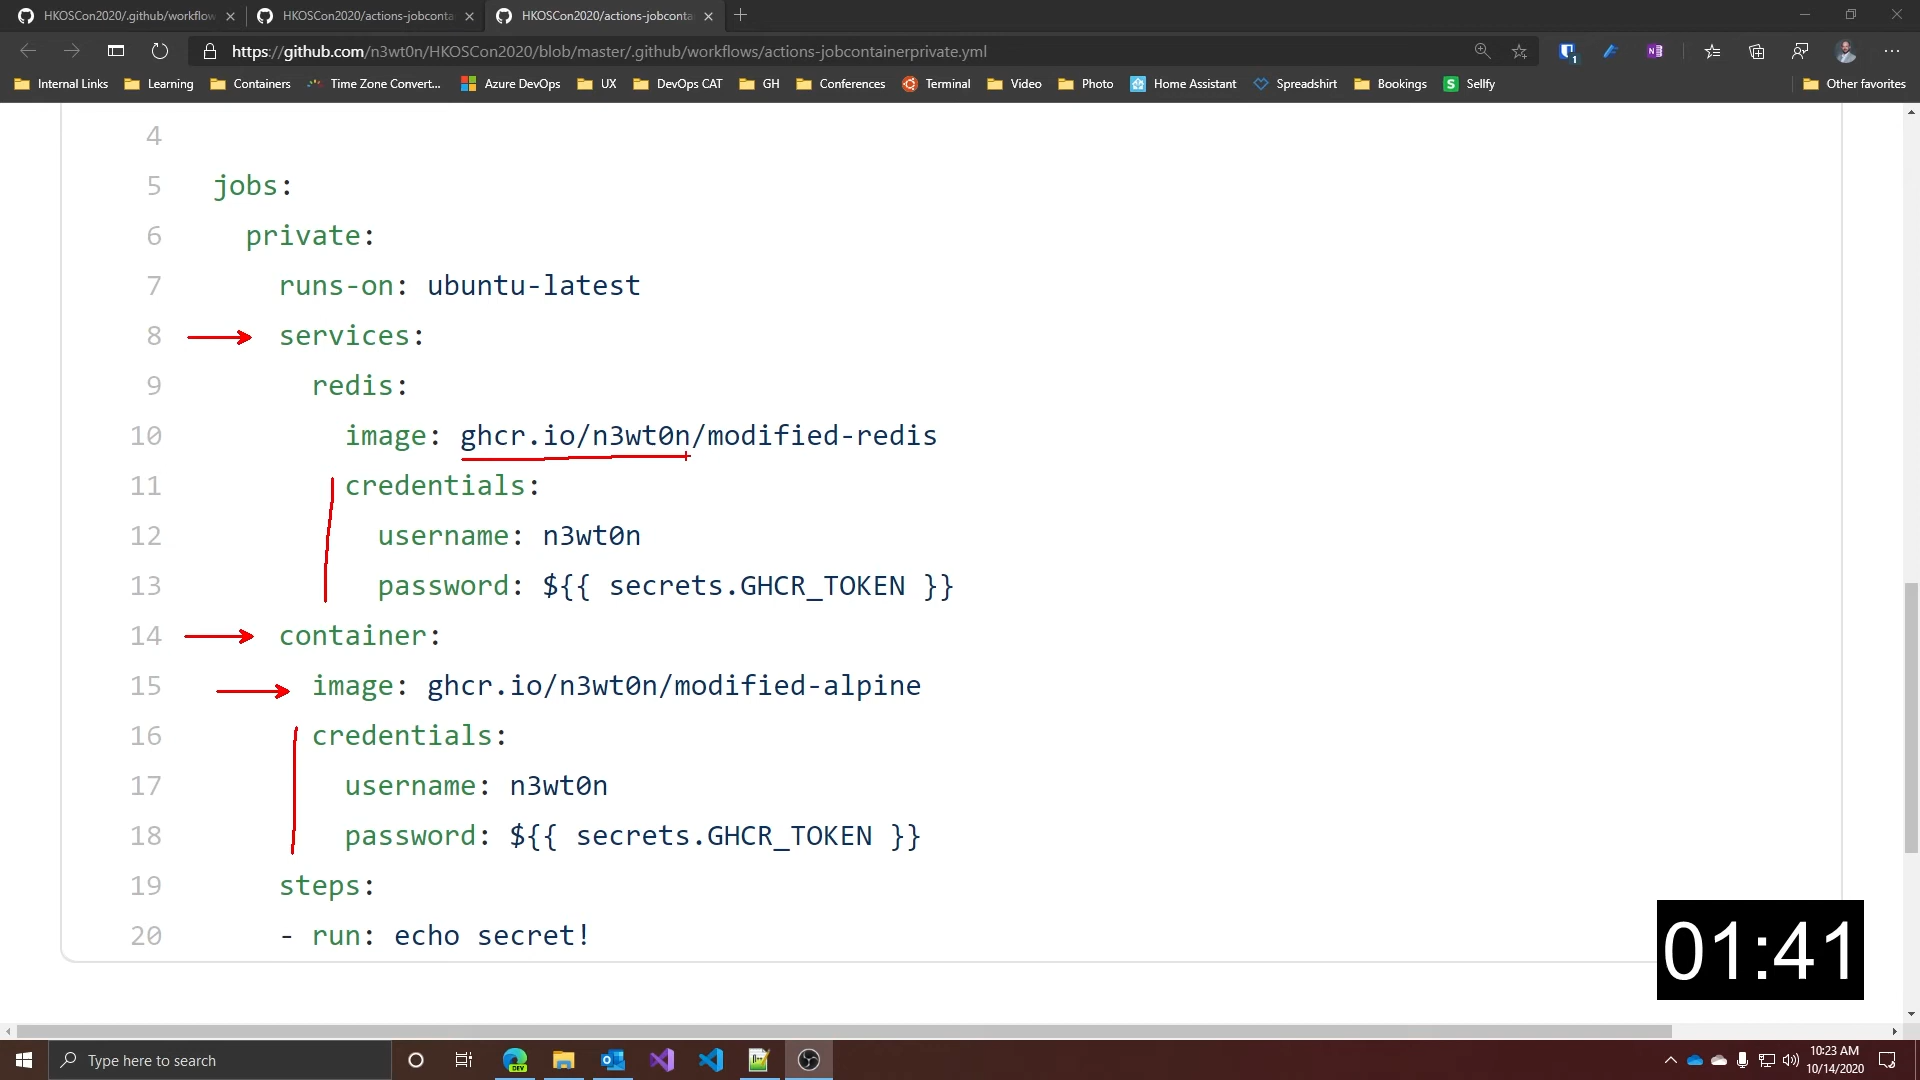 HKOSCon2020/.github/workflow
HKOSCon2020/actions-jobconta
HKOSCon2020/actions-jobconta
https://github.com/n3wt0n/HKOSCon2020/blob/master/.github/workflows/actions-jobcontainerprivate.yml
Internal Links Learning Containers Time Zone Convert... Azure DevOps UX DevOps CAT GH Conferences Terminal Video Photo Home Assistant Spreadshirt Bookings Sellfy Other favorites
4
5 jobs:
6 private:
7 runs-on: ubuntu-latest
8 services:
9 redis:
10 image: ghcr.io/n3wt0n/modified-redis
11 credentials:
12 username: n3wt0n
13 password: ${{ secrets.GHCR_TOKEN }}
14 container:
15 image: ghcr.io/n3wt0n/modified-alpine
16 credentials:
17 username: n3wt0n
18 password: ${{ secrets.GHCR_TOKEN }}
19 steps:
20 - run: echo secret!
01:41
Type here to search
DEV
10:23 AM
10/14/2020